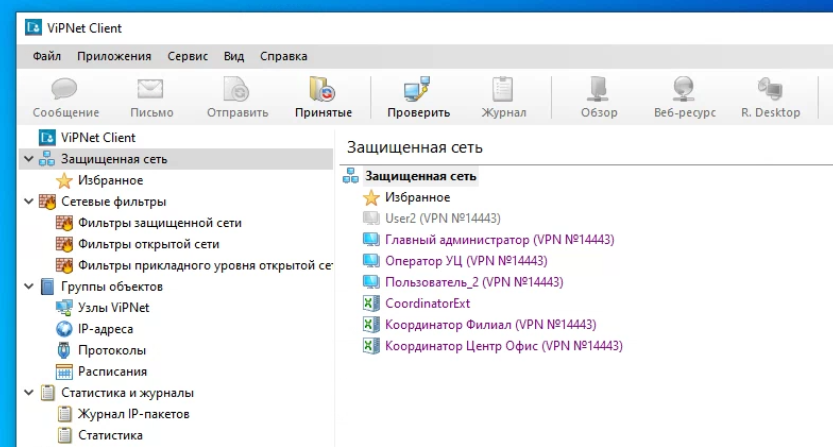 ViPNet Client
Файл Приложения Сервис Вид Справка
Сообщение Письмо Отправить Принятые Проверить Журнал Обзор Веб-ресурс R. Desktop
ViPNet Client
Защищенная сеть
Избранное
Сетевые фильтры
Фильтры защищенной сети
Фильтры открытой сети
Фильтры прикладного уровня открытой се
Группы объектов
Узлы ViPNet
IP-адреса
Протоколы
Расписания
Статистика и журналы
Журнал IP-пакетов
Статистика
Защищенная сеть
Защищенная сеть
Избранное
User2 (VPN №14443)
Главный администратор (VPN №14443)
Оператор УЦ (VPN №14443)
Пользователь_2 (VPN №14443)
CoordinatorExt
Координатор Филиал (VPN №14443)
Координатор Центр Офис (VPN №14443)